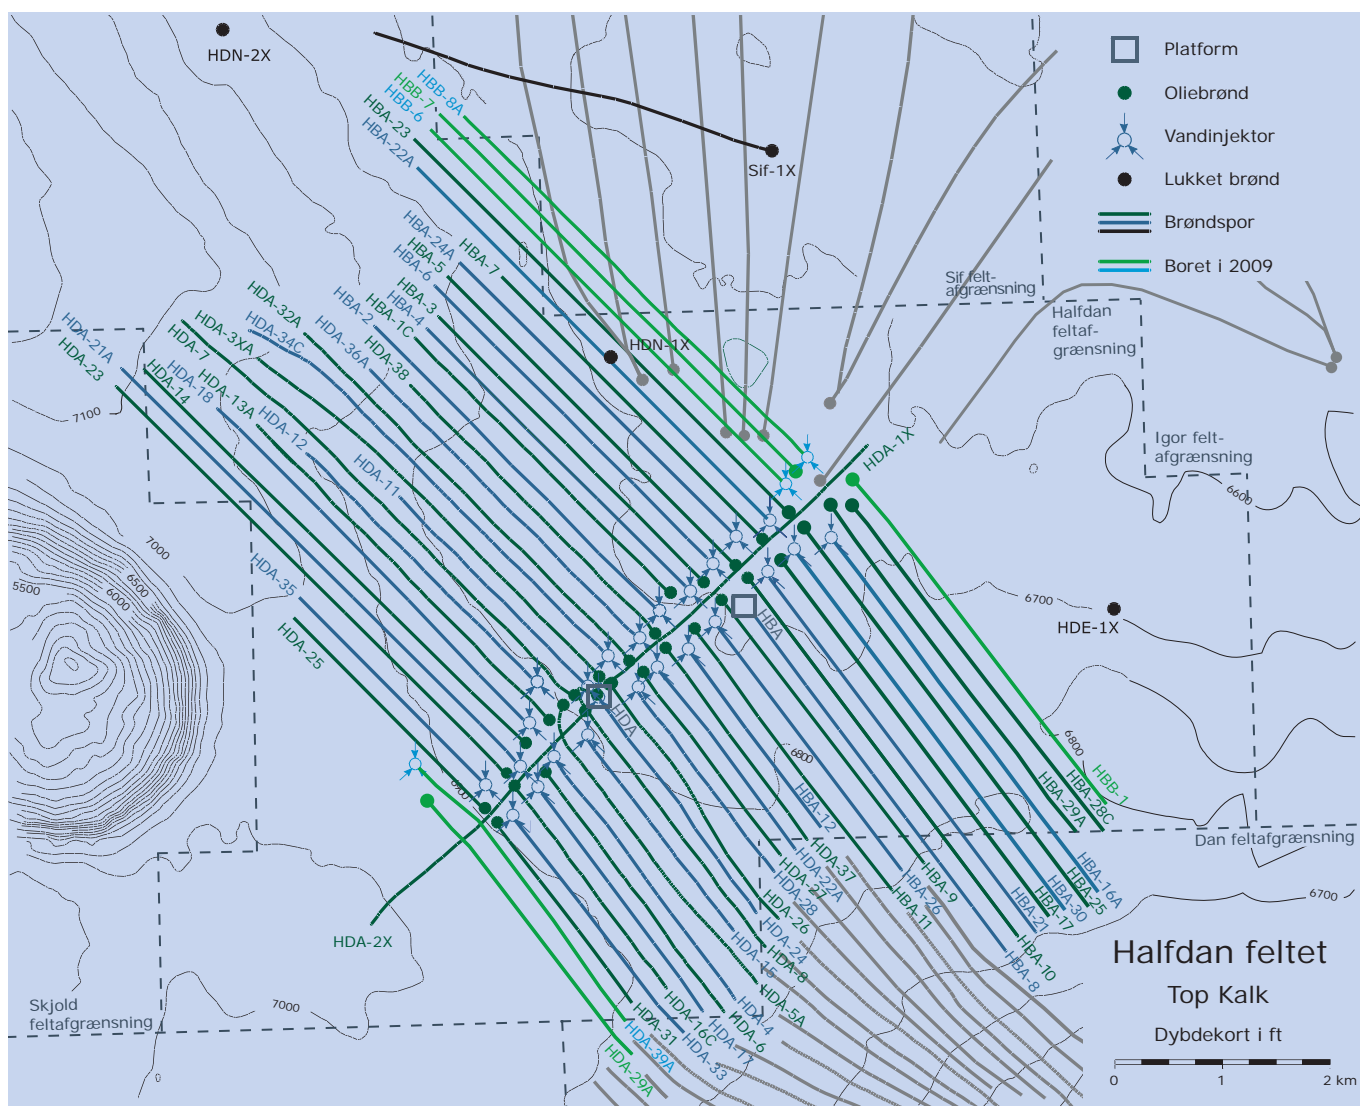 HDN-2X
HBB-8A
HBB-7
HBB-6
HBA-23
HBA-22A
Sif-1X
Platform
Oliebrønd
Vandinjektor
Lukket brønd
Brøndspor
Boret i 2009
HBA-24A
HBA-7
HBA-5
HBA-6
HBA-3
HBA-4
HBA-1C
HBA-2
HDA-38
HDA-36A
HDA-32A
HDA-34C
HDA-3XA
HDA-7
HDA-21A
HDA-23
HDA-14
HDA-18
HDA-13A
HDA-12
HDA-11
HDN-1X
Sif felt-
afgrænsning
Halfdan
feltaf-
grænsning
Igor felt-
afgrænsning
HDA-1X
7100
7000
6500
6000
5500
6600
6700
HDE-1X
HDA-35
HDA-25
HBA
HDA
6900
6800
6800
HBB-1
HBA-28C
HBA-29A
HBA-12
Dan feltafgrænsning
HDA-37
HDA-22A
HDA-27
HDA-28
HDA-26
HDA-24
HDA-8
HDA-15
HDA-5A
HDA-4
HDA-6
HDA-17
HDA-16C
HDA-33
HDA-31
HDA-39A
HDA-29A
HBA-9
HBA-26
HBA-11
HBA-16A
HBA-25
HBA-30
HBA-17
HBA-21
HBA-10
HBA-8
6700
HDA-2X
7000
Skjold
feltafgrænsning
Halfdan feltet
Top Kalk
Dybdekort i ft
0 1 2 km